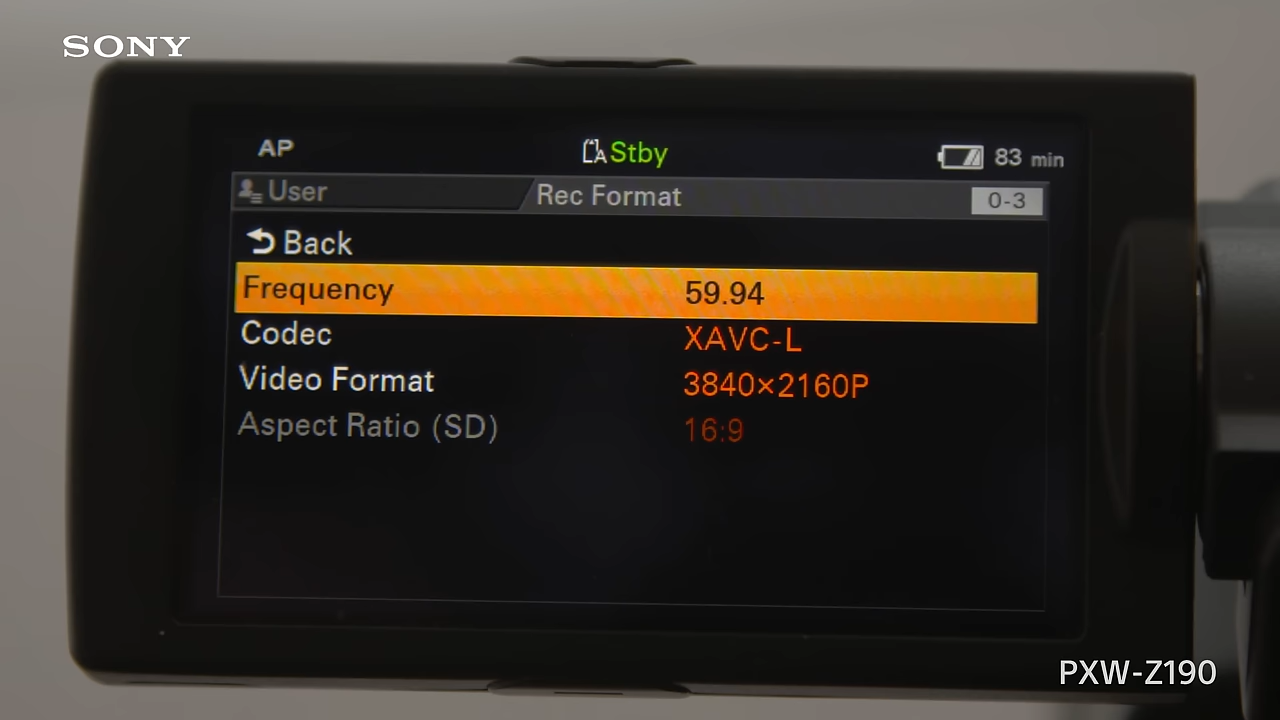 SONY
AP
A Stby
83 min
User
Rec Format
0-3
Back
Frequency 59.94
Codec XAVC-L
Video Format 3840×2160P
Aspect Ratio (SD) 16:9
PXW-Z190